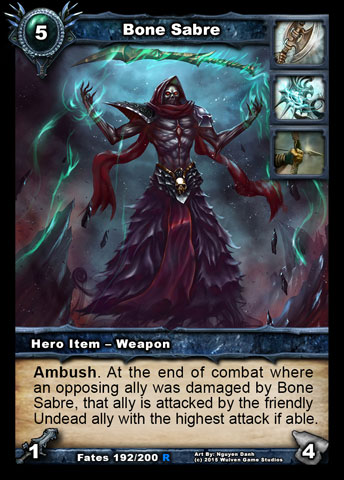 5
Bone Sabre
Hero Item – Weapon
Ambush. At the end of combat where
an opposing ally was damaged by Bone
Sabre, that ally is attacked by the friendly
Undead ally with the highest attack if able.
1
Fates 192/200 R
Art By: Nguyen Danh
(c) 2015 Wulven Game Studios
4